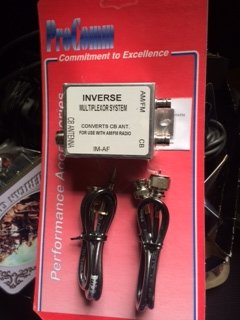 ProComm
Commitment to Excellence
AM/FM
INVERSE
MULTIPLEXOR SYSTEM
CONVERTS CB ANT.
FOR USE WITH AM/FM RADIO
IM-AF
CB ANTENNA
CB
Performance